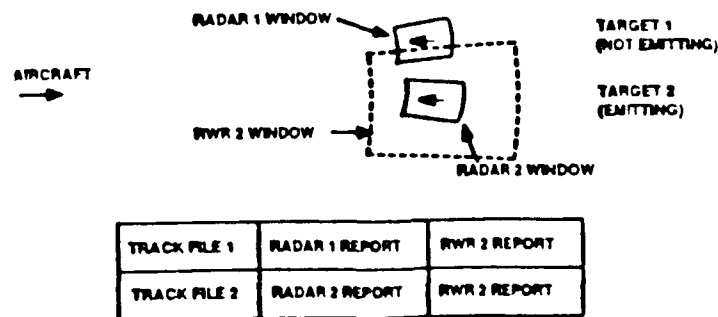 RADAR 1 WINDOW
TARGET 1
(NOT EMITTING)
AIRCRAFT
TARGET 2
(EMITTING)
RWR 2 WINDOW
RADAR 2 WINDOW
TRACK FILE 1 RADAR 1 REPORT RWR 2 REPORT
TRACK FILE 2 RADAR 2 REPORT RWR 2 REPORT